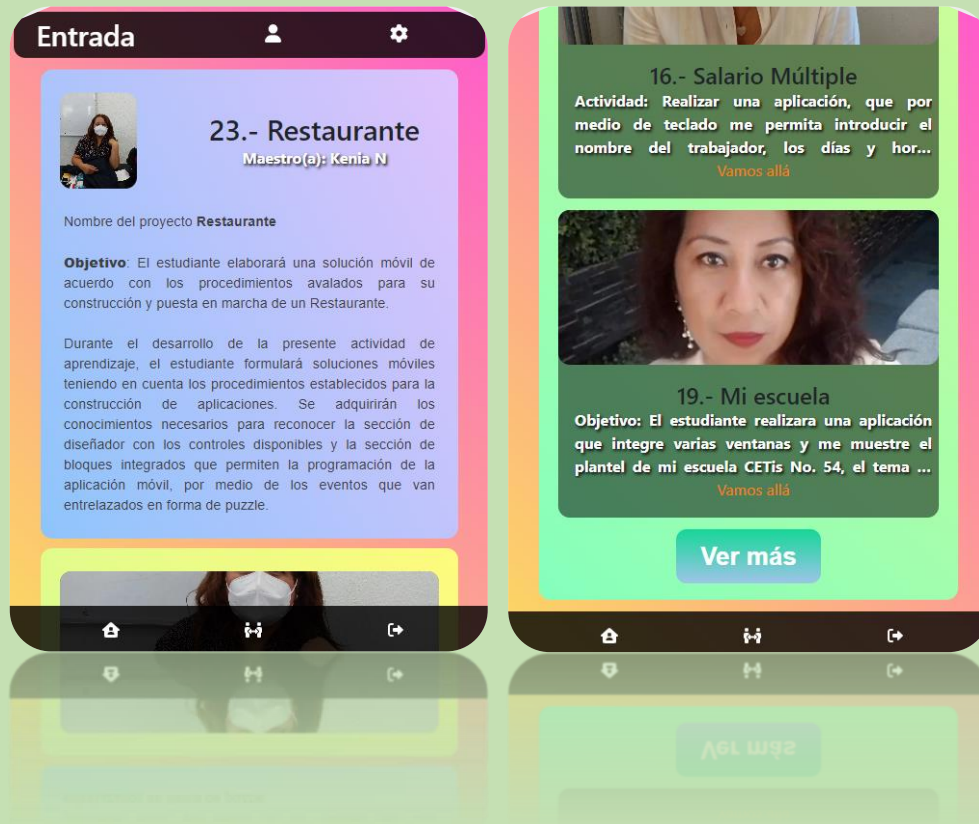 Entrada
23.- Restaurante
Maestro(a): Kenia N
Nombre del proyecto Restaurante
Objetivo: El estudiante elaborará una solución móvil de
acuerdo con los procedimientos avalados para su
construcción y puesta en marcha de un Restaurante.
Durante el desarrollo de la presente actividad de
aprendizaje, el estudiante formulará soluciones móviles
teniendo en cuenta los procedimientos establecidos para la
construcción de aplicaciones. Se adquirirán los
conocimientos necesarios para reconocer la sección de
diseñador con los controles disponibles y la sección de
bloques integrados que permiten la programación de la
aplicación móvil, por medio de los eventos que van
entrelazados en forma de puzzle.
16.- Salario Múltiple
Actividad: Realizar una aplicación, que por
medio de teclado me permita introducir el
nombre del trabajador, los días y hor...
Vamos allá
19.- Mi escuela
Objetivo: El estudiante realizara una aplicación
que integre varias ventanas y me muestre el
plantel de mi escuela CETis No. 54, el tema ...
Vamos allá
Ver más
Ver más